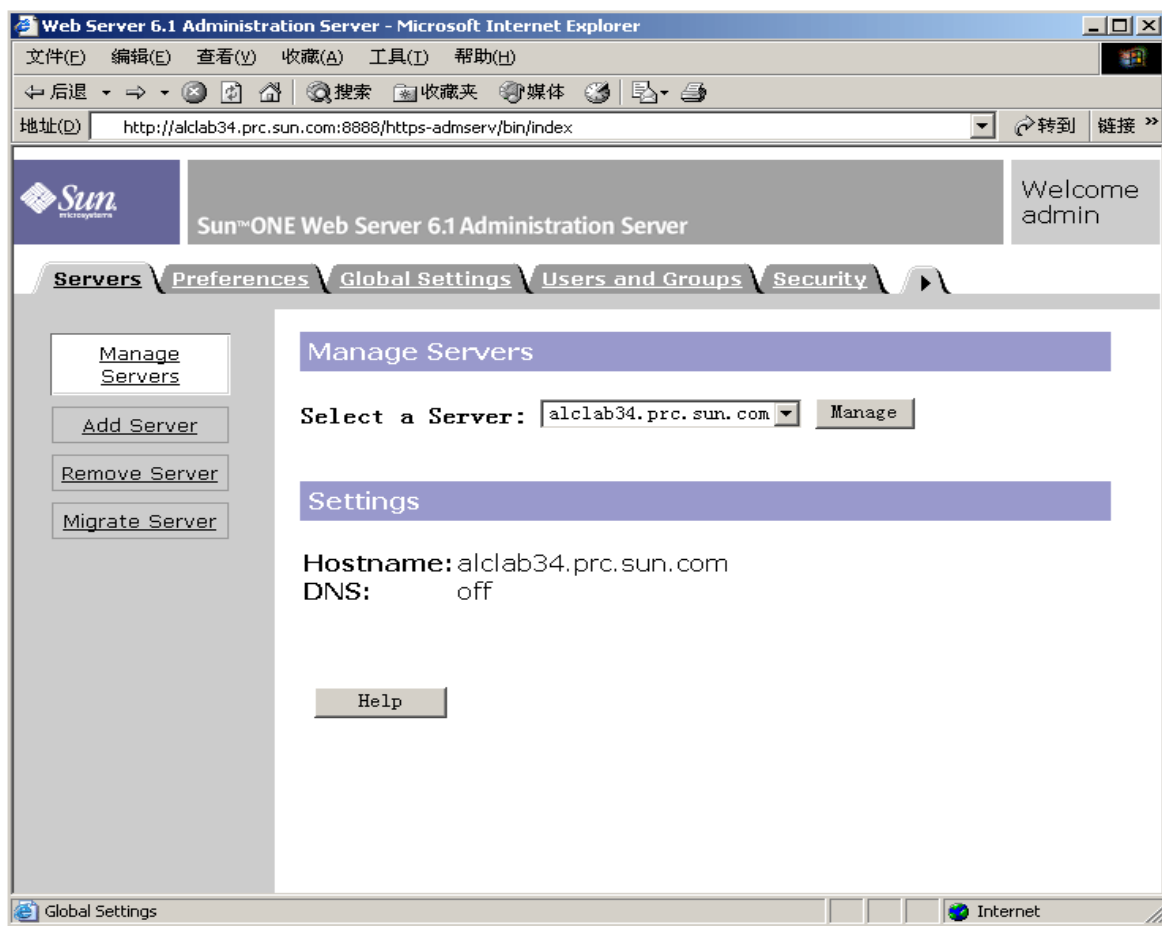 Web Server 6.1 Administration Server - Microsoft Internet Explorer
文件(F) 编辑(E) 查看(V) 收藏(A) 工具(T) 帮助(H)
后退 搜索 收藏夹 媒体
地址(D) http://alclab34.prc.sun.com:8888/https-admserv/bin/index 转到 链接 »
Sun microsystems
Sun™ONE Web Server 6.1 Administration Server
Welcome
admin
Servers Preferences Global Settings Users and Groups Security
Manage
Servers
Add Server
Remove Server
Migrate Server
Manage Servers
Select a Server: alclab34.prc.sun.com Manage
Settings
Hostname: alclab34.prc.sun.com
DNS: off
Help
Global Settings Internet